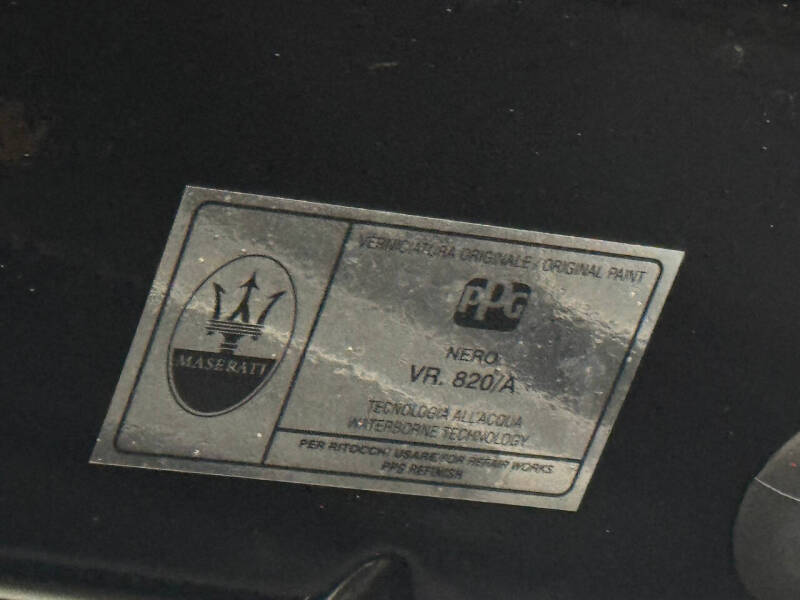 MASERATI
VERNICIATURA ORIGINALE / ORIGINAL PAINT
PPG
NERO
VR. 820/A
TECNOLOGIA ALL'ACQUA
WATERBORNE TECHNOLOGY
PER RITOCCHI USARE/FOR REPAIR WORKS
PPG REFINISH